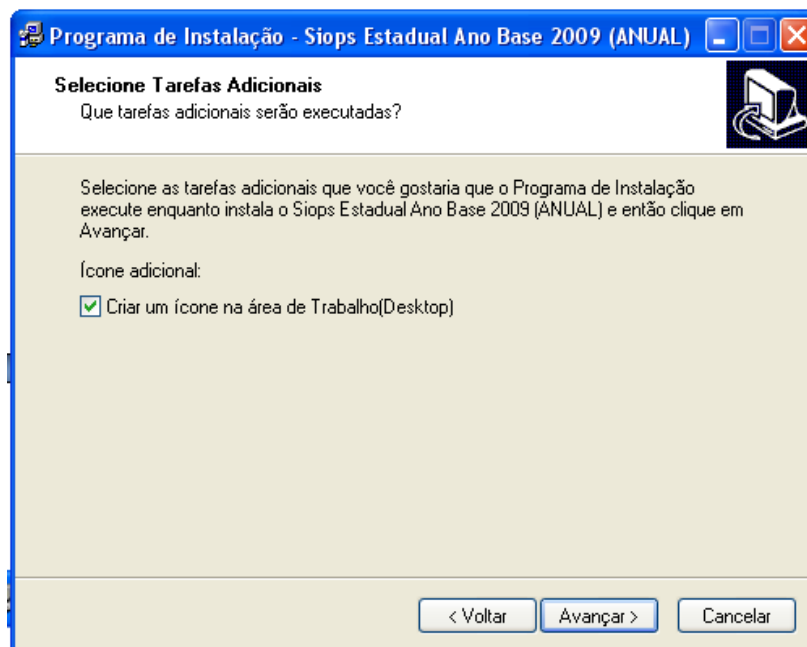 Programa de Instalação - Siops Estadual Ano Base 2009 (ANUAL)
Selecione Tarefas Adicionais
Que tarefas adicionais serão executadas?
Selecione as tarefas adicionais que você gostaria que o Programa de Instalação
execute enquanto instala o Siops Estadual Ano Base 2009 (ANUAL) e então clique em
Avançar.
Ícone adicional:
Criar um ícone na área de Trabalho(Desktop)
< Voltar
Avançar >
Cancelar